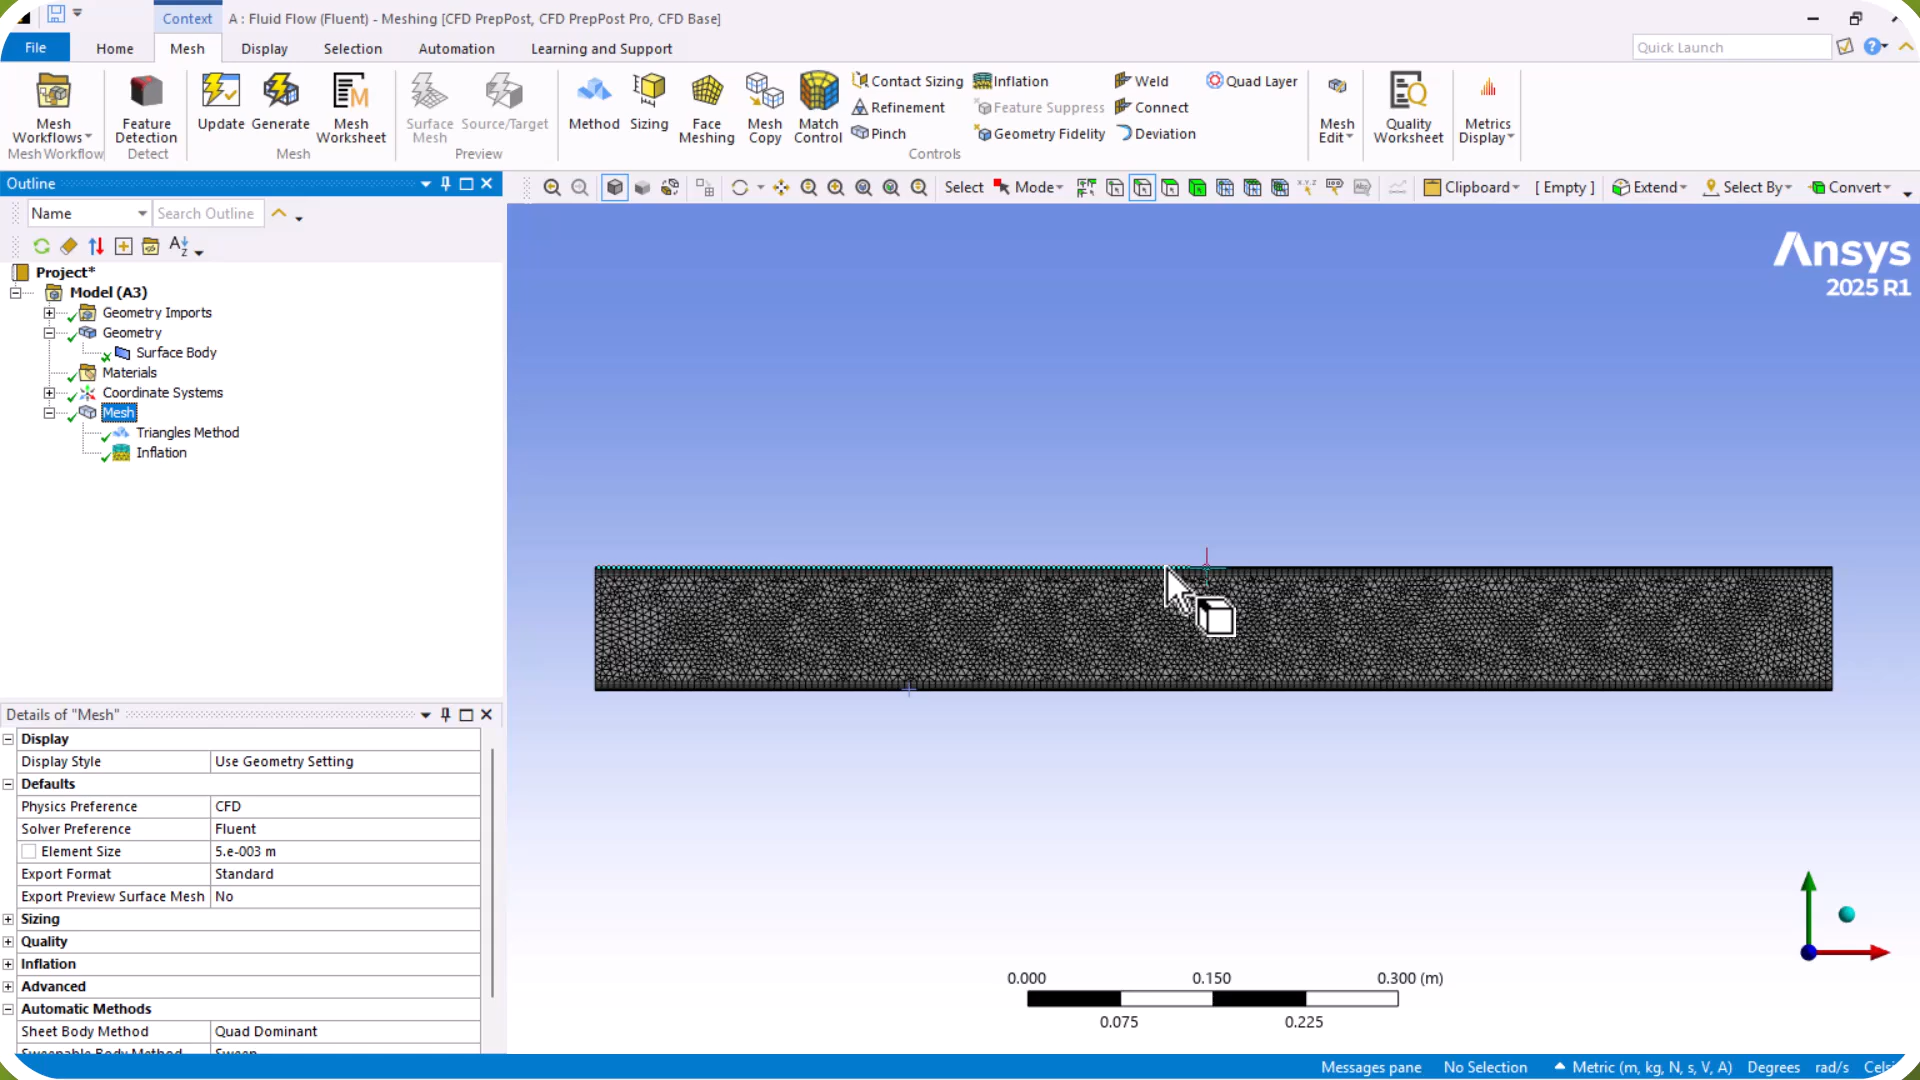 Context
A : Fluid Flow (Fluent) - Meshing [CFD PrepPost, CFD PrepPost Pro, CFD Base]
File
Home
Mesh
Display
Selection
Automation
Learning and Support
Quick Launch
Mesh Workflows
Feature Detection
Update
Generate
Mesh Worksheet
Surface Mesh
Source/Target
Method
Sizing
Face Meshing
Mesh Copy
Match Control
Contact Sizing
Refinement
Pinch
Inflation
Feature Suppress
Geometry Fidelity
Weld
Connect
Deviation
Quad Layer
Mesh Edit
Quality Worksheet
Metrics Display
Mesh Workflow
Detect
Mesh
Preview
Controls
Outline
Name
Search Outline
Select
Mode
Clipboard
[ Empty ]
Extend
Select By
Convert
Project*
Model (A3)
Geometry Imports
Geometry
Surface Body
Materials
Coordinate Systems
Mesh
Triangles Method
Inflation
Ansys
2025 R1
Details of "Mesh"
Display
Display Style Use Geometry Setting
Defaults
Physics Preference CFD
Solver Preference Fluent
Element Size 5.e-003 m
Export Format Standard
Export Preview Surface Mesh No
Sizing
Quality
Inflation
Advanced
Automatic Methods
Sheet Body Method Quad Dominant
Sweepable Body Method Sweep
0.000 0.150 0.300 (m)
0.075 0.225
Messages pane
No Selection
Metric (m, kg, N, s, V, A)
Degrees
rad/s